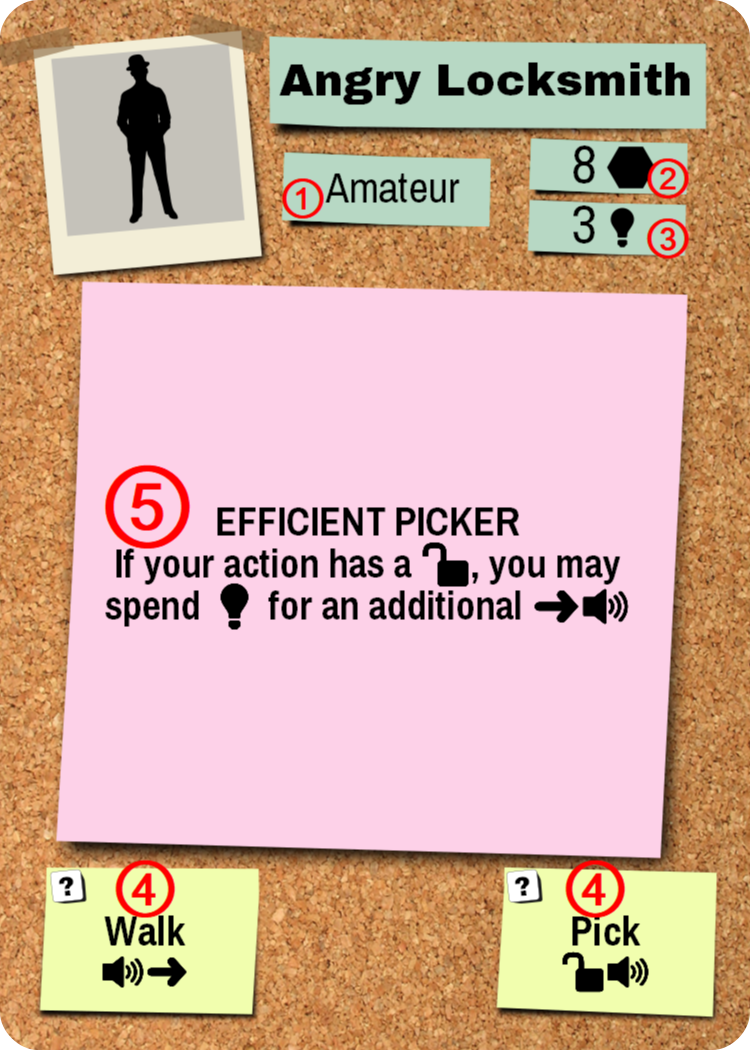 Angry Locksmith
1 Amateur
8 2
3 3
5 EFFICIENT PICKER
If your action has a , you may
spend for an additional
? 4
Walk
? 4
Pick